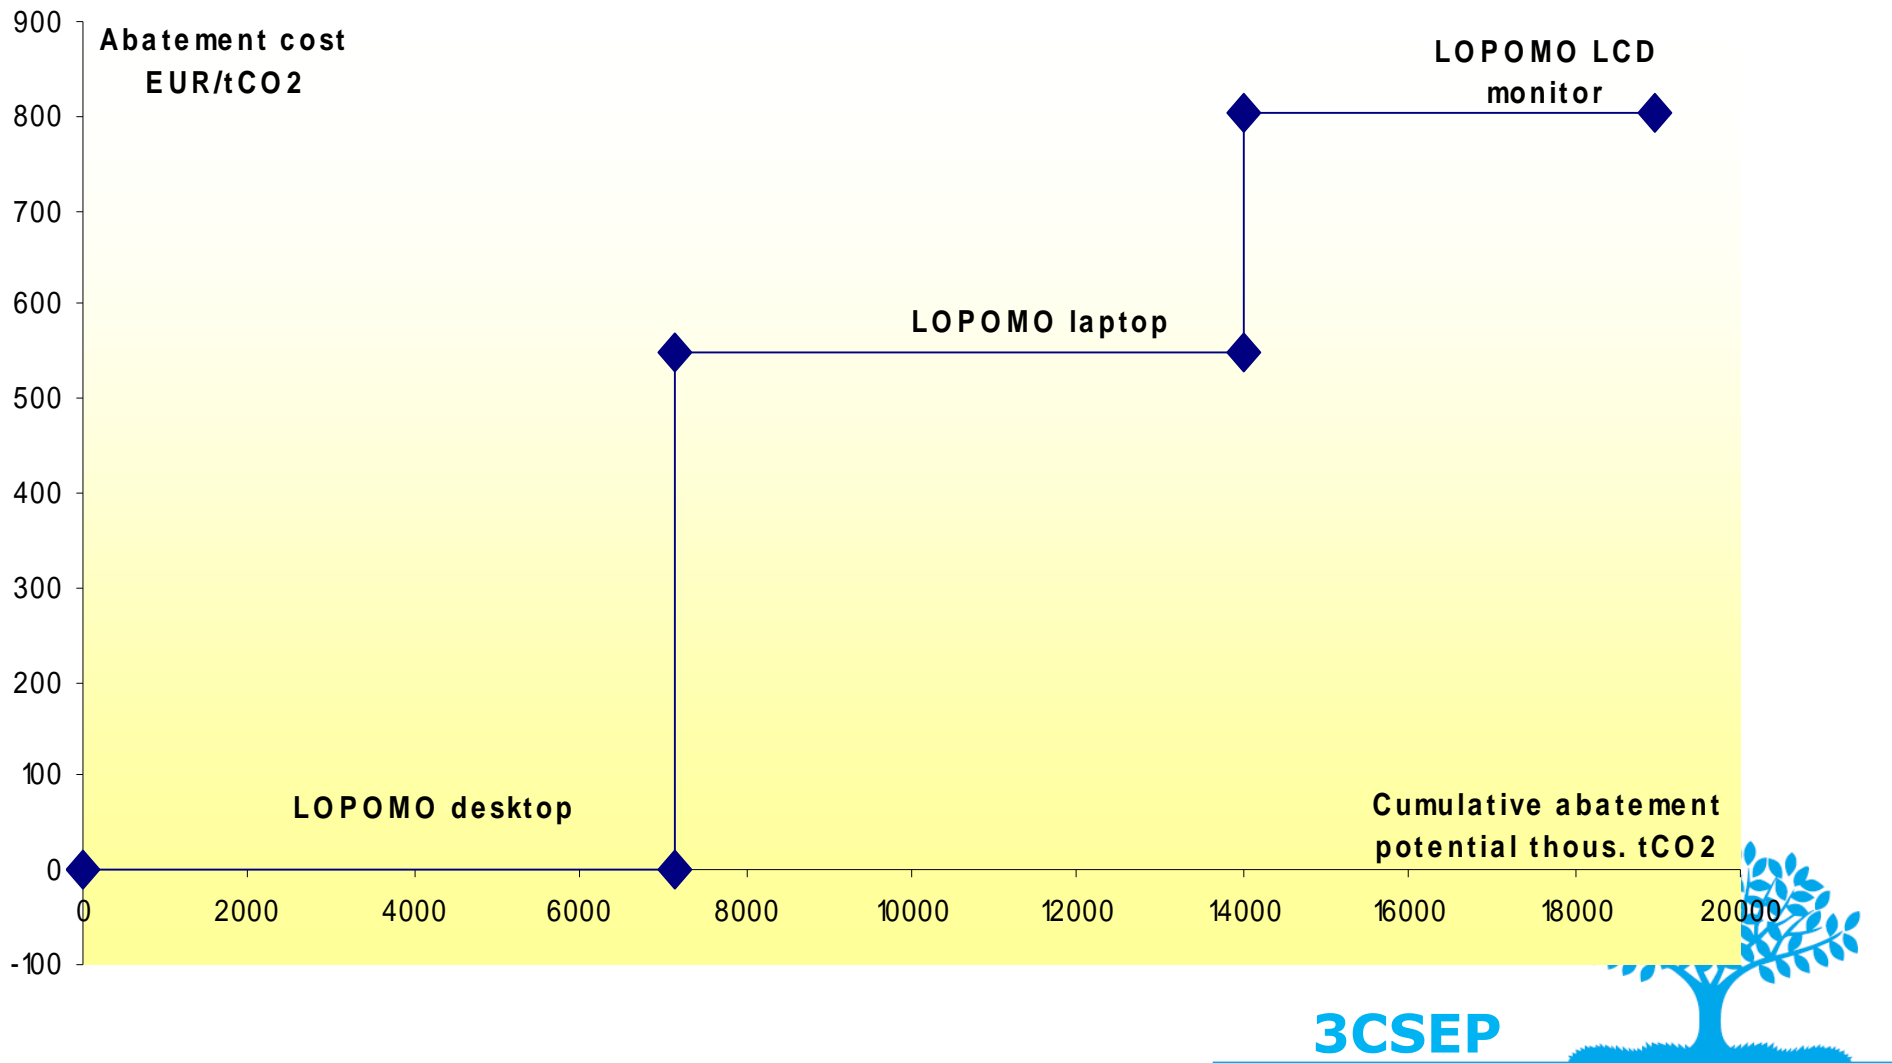 900
Abatement cost
EUR/tCO2
LOPOMO LCD
monitor
800
700
600
LOPOMO laptop
500
400
300
200
100
LOPOMO desktop
Cumulative abatement
potential thous. tCO2
0
0 2000 4000 6000 8000 10000 12000 14000 16000 18000 20000
-100
3CSEP